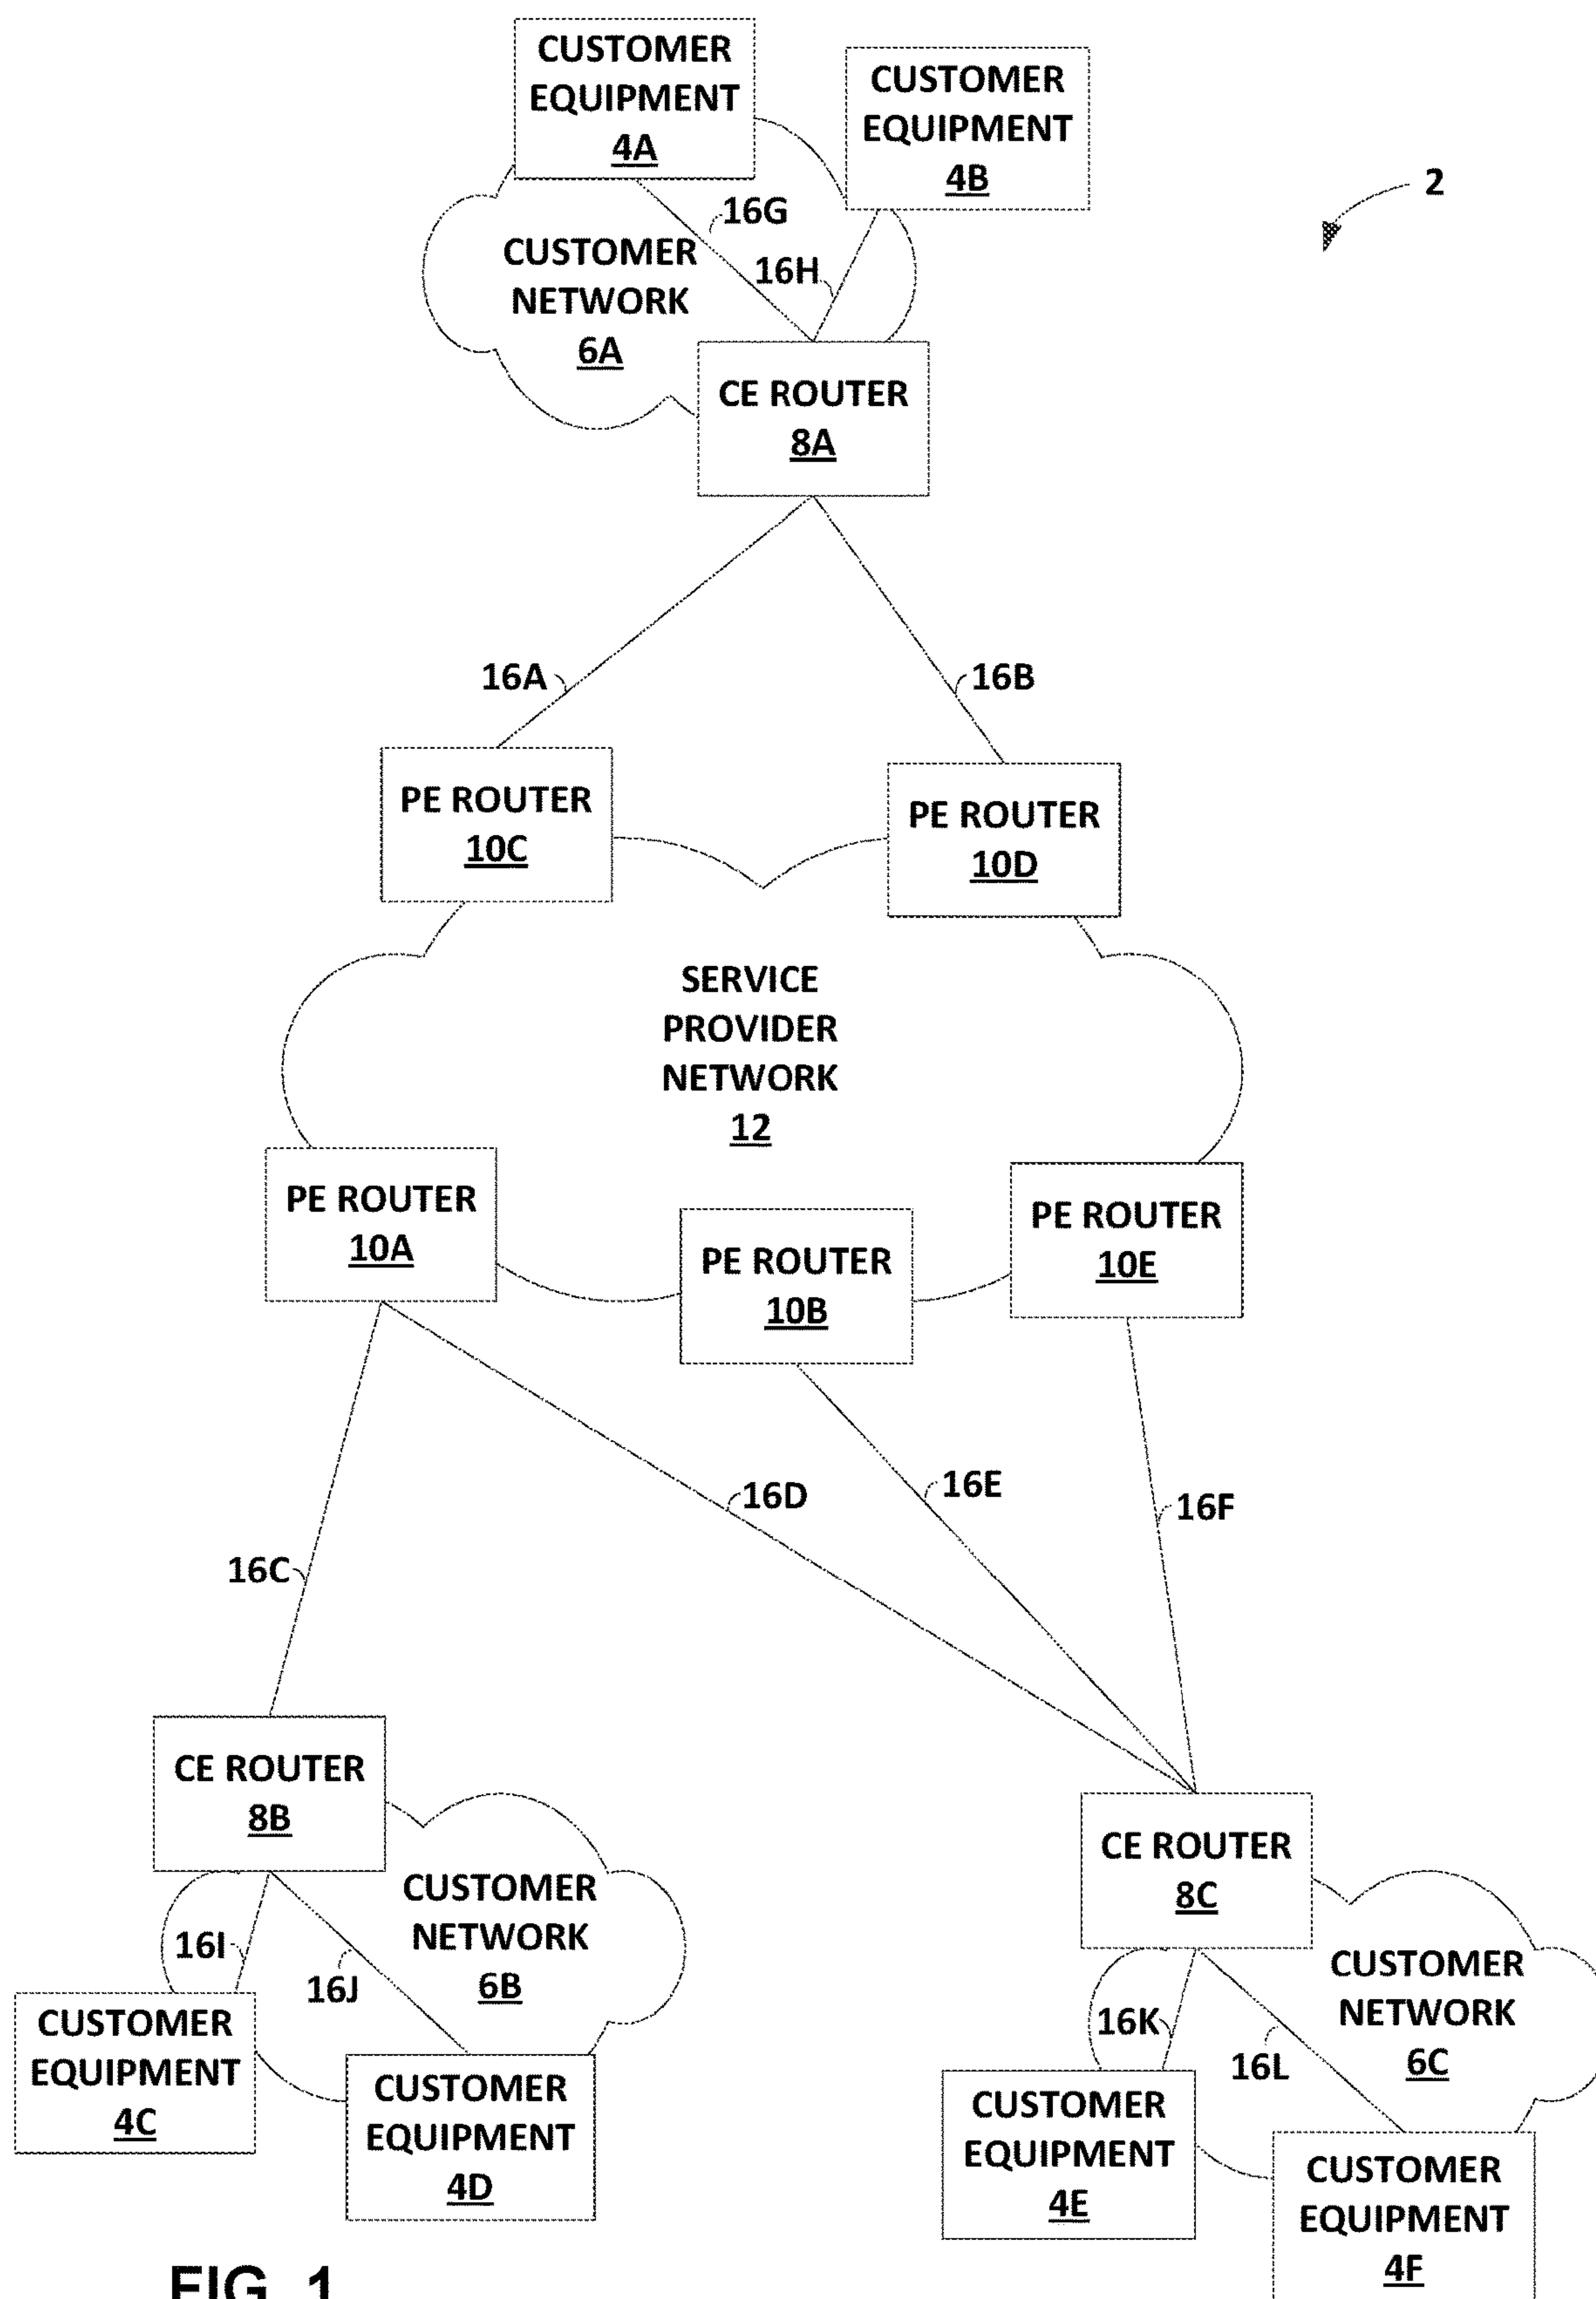 CUSTOMER
EQUIPMENT
4A
CUSTOMER
EQUIPMENT
4B
2
16G
CUSTOMER
NETWORK
6A
16H
CE ROUTER
8A
16A
16B
PE ROUTER
10C
PE ROUTER
10D
SERVICE
PROVIDER
NETWORK
12
PE ROUTER
10A
PE ROUTER
10B
PE ROUTER
10E
16D
16E
16F
16C
CE ROUTER
8B
CUSTOMER
NETWORK
6B
16I
16J
CUSTOMER
EQUIPMENT
4C
CUSTOMER
EQUIPMENT
4D
CE ROUTER
8C
CUSTOMER
NETWORK
6C
16K
16L
CUSTOMER
EQUIPMENT
4E
CUSTOMER
EQUIPMENT
4F
FIG. 1